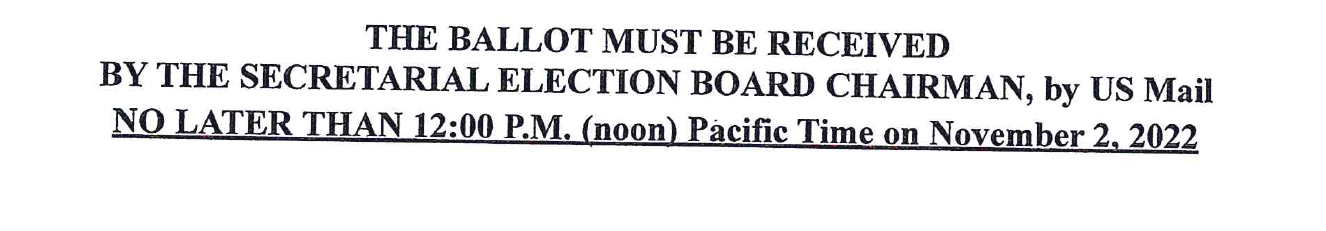 THE BALLOT MUST BE RECEIVED
BY THE SECRETARIAL ELECTION BOARD CHAIRMAN, by US Mail
NO LATER THAN 12:00 P.M. (noon) Pacific Time on November 2, 2022